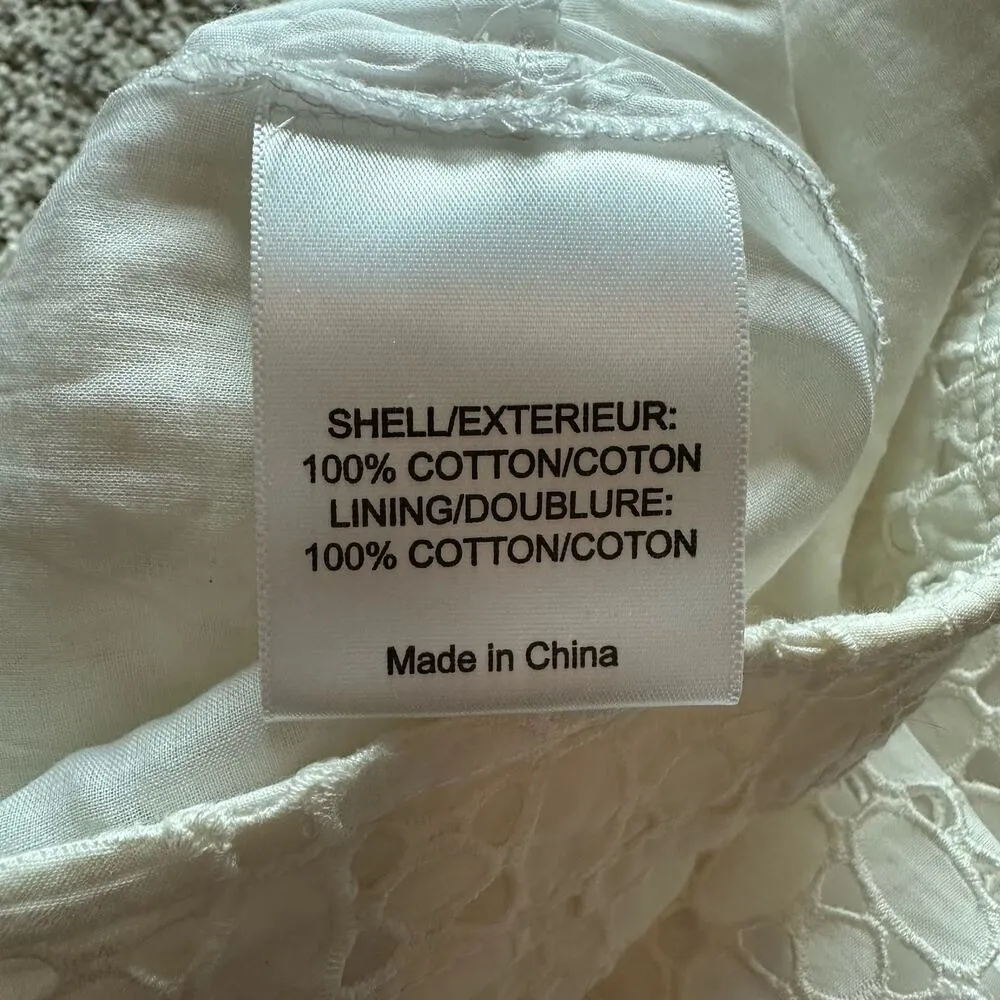 SHELL/EXTERIEUR:
100% COTTON/COTON
LINING/DOUBLURE:
100% COTTON/COTON
Made in China